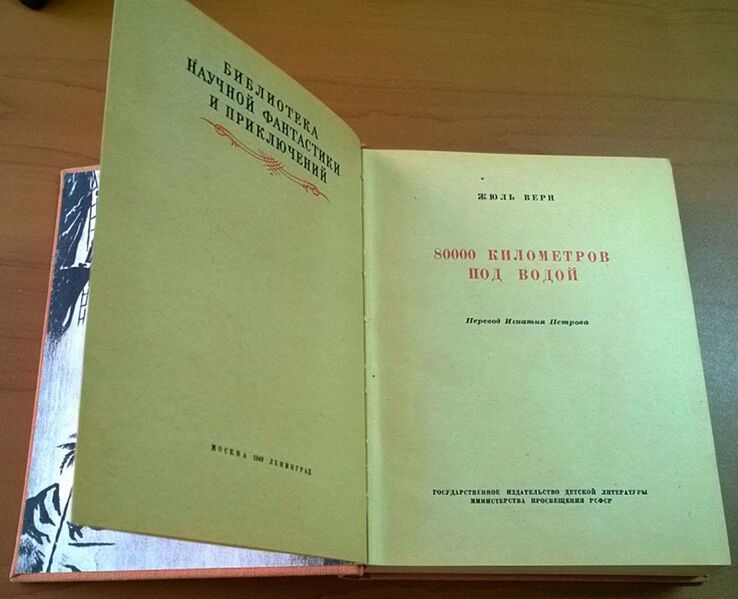 БИБЛИОТЕКА
НАУЧНОЙ ФАНТАСТИКИ
И ПРИКЛЮЧЕНИЙ
МОСКВА 1949 ЛЕНИНГРАД
ЖЮЛЬ ВЕРН
80000 КИЛОМЕТРОВ
ПОД ВОДОЙ
Перевод Игнатия Петрова
ГОСУДАРСТВЕННОЕ ИЗДАТЕЛЬСТВО ДЕТСКОЙ ЛИТЕРАТУРЫ
МИНИСТЕРСТВА ПРОСВЕЩЕНИЯ РСФСР